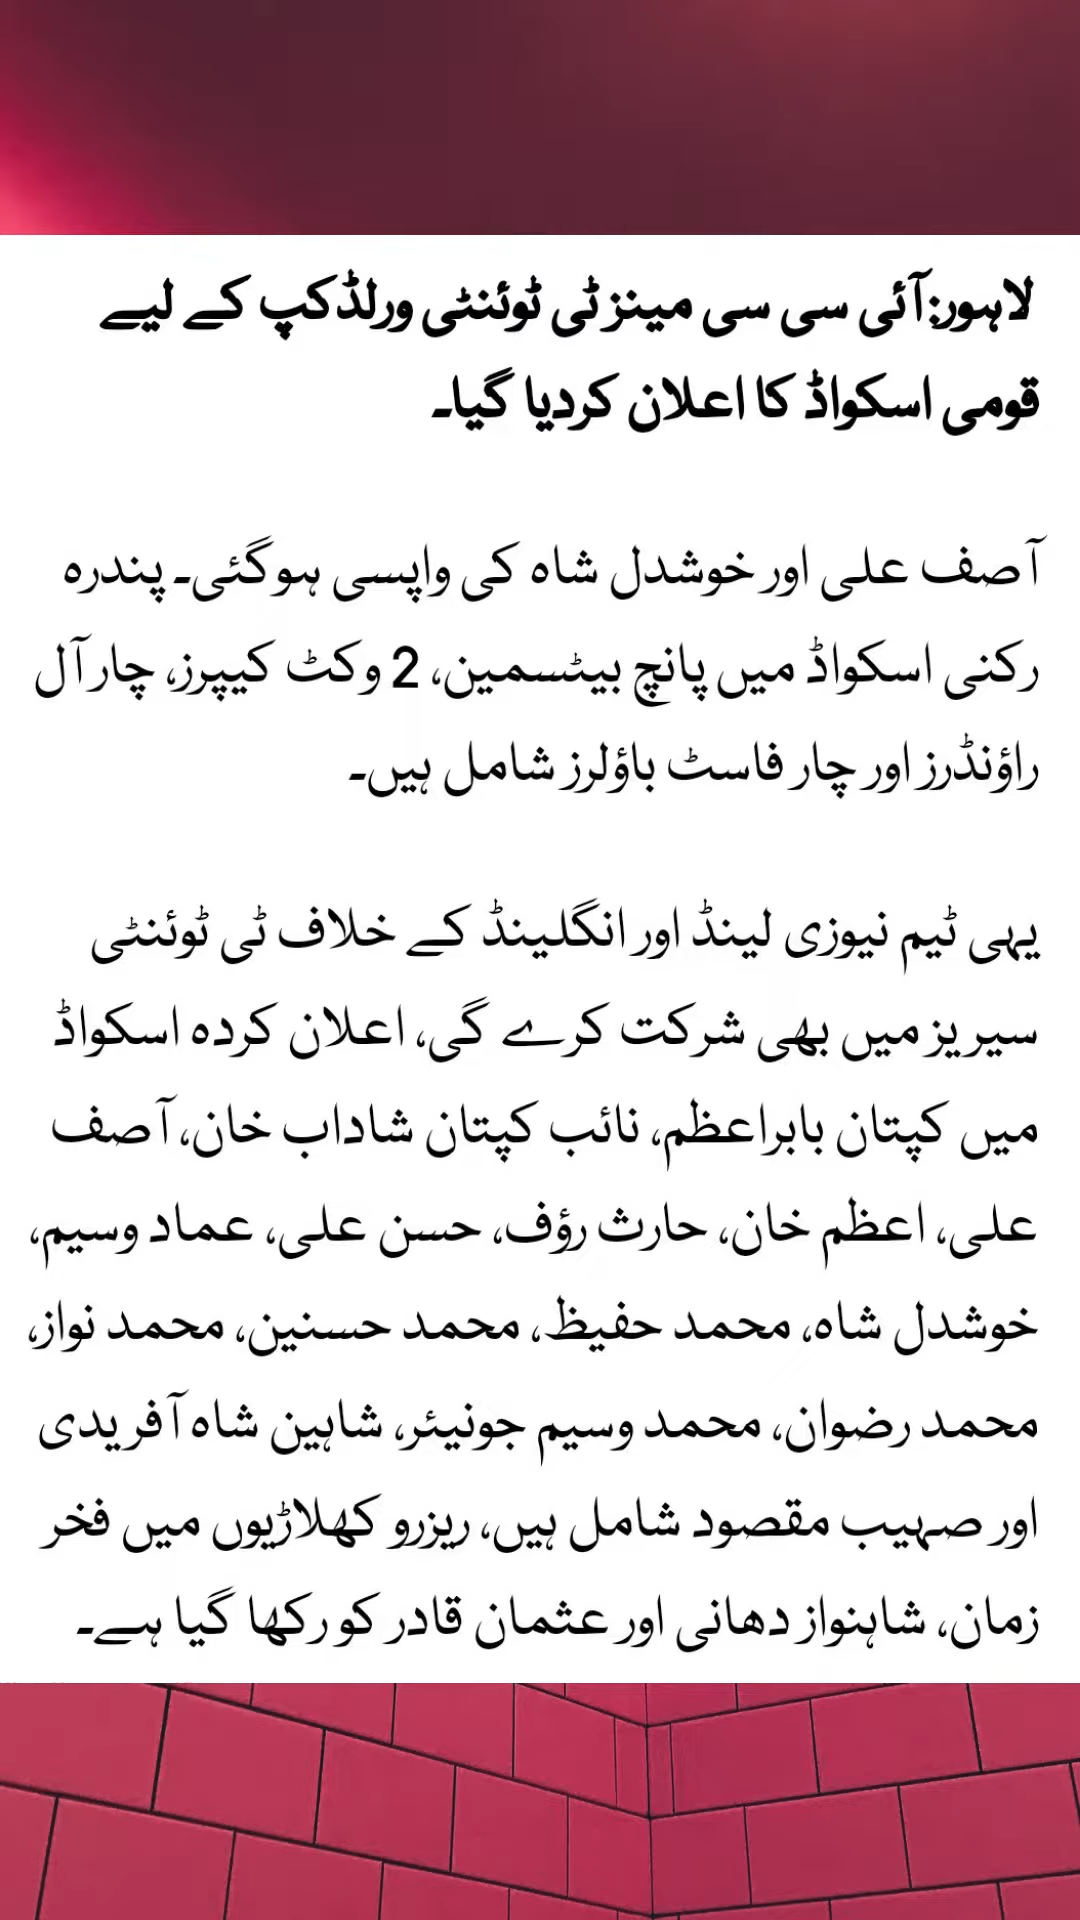 لاہور:آئی سی سی مینز ٹی ٹوئنٹی ورلڈکپ کے لیے
قومی اسکواڈ کا اعلان کردیا گیا۔
آصف علی اور خوشدل شاہ کی واپسی ہوگئی۔ پندرہ
رکنی اسکواڈ میں پانچ بیٹسمین، 2 وکٹ کیپرز، چار آل
راؤنڈرز اور چار فاسٹ باؤلرز شامل ہیں۔
یہی ٹیم نیوزی لینڈ اور انگلینڈ کے خلاف ٹی ٹوئنٹی
سیریز میں بھی شرکت کرے گی، اعلان کردہ اسکواڈ
میں کپتان بابراعظم، نائب کپتان شاداب خان، آصف
علی، اعظم خان، حارث رؤف، حسن علی، عماد وسیم،
خوشدل شاہ، محمد حفیظ، محمد حسنین، محمد نواز،
محمد رضوان، محمد وسیم جونیئر، شاہین شاہ آفریدی
اور صہیب مقصود شامل ہیں، ریزرو کھلاڑیوں میں فخر
زمان، شاہنواز دھانی اور عثمان قادر کو رکھا گیا ہے۔